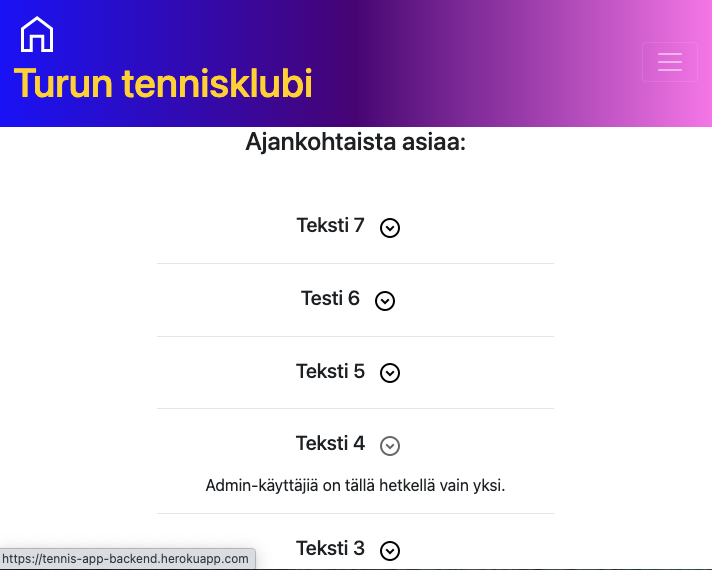 Turun tennisklubi
Ajankohtaista asiaa:
Teksti 7
Testi 6
Teksti 5
Teksti 4
Admin-käyttäjiä on tällä hetkellä vain yksi.
Teksti 3
https://tennis-app-backend.herokuapp.com